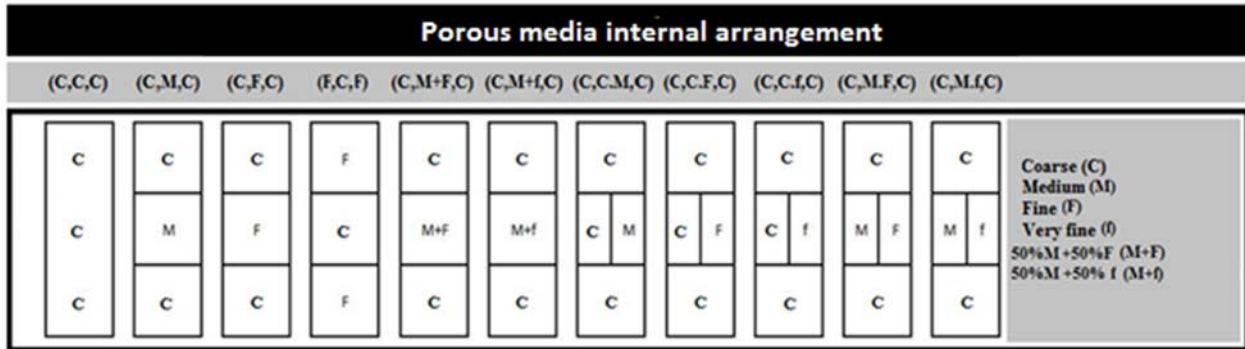 Porous media internal arrangement
(C,C,C) (C,M,C) (C,F,C) (F,C,F) (C,M+F,C) (C,M+f,C) (C,C.M,C) (C,C.F,C) (C,C.f,C) (C,M.F,C) (C,M.f,C)
C C C F C C C C C C C
C M F C M+F M+f C M C F C f M F M f
C C C F C C C C C C C
Coarse (C)
Medium (M)
Fine (F)
Very fine (f)
50%M+50%F (M+F)
50%M +50% f (M+f)